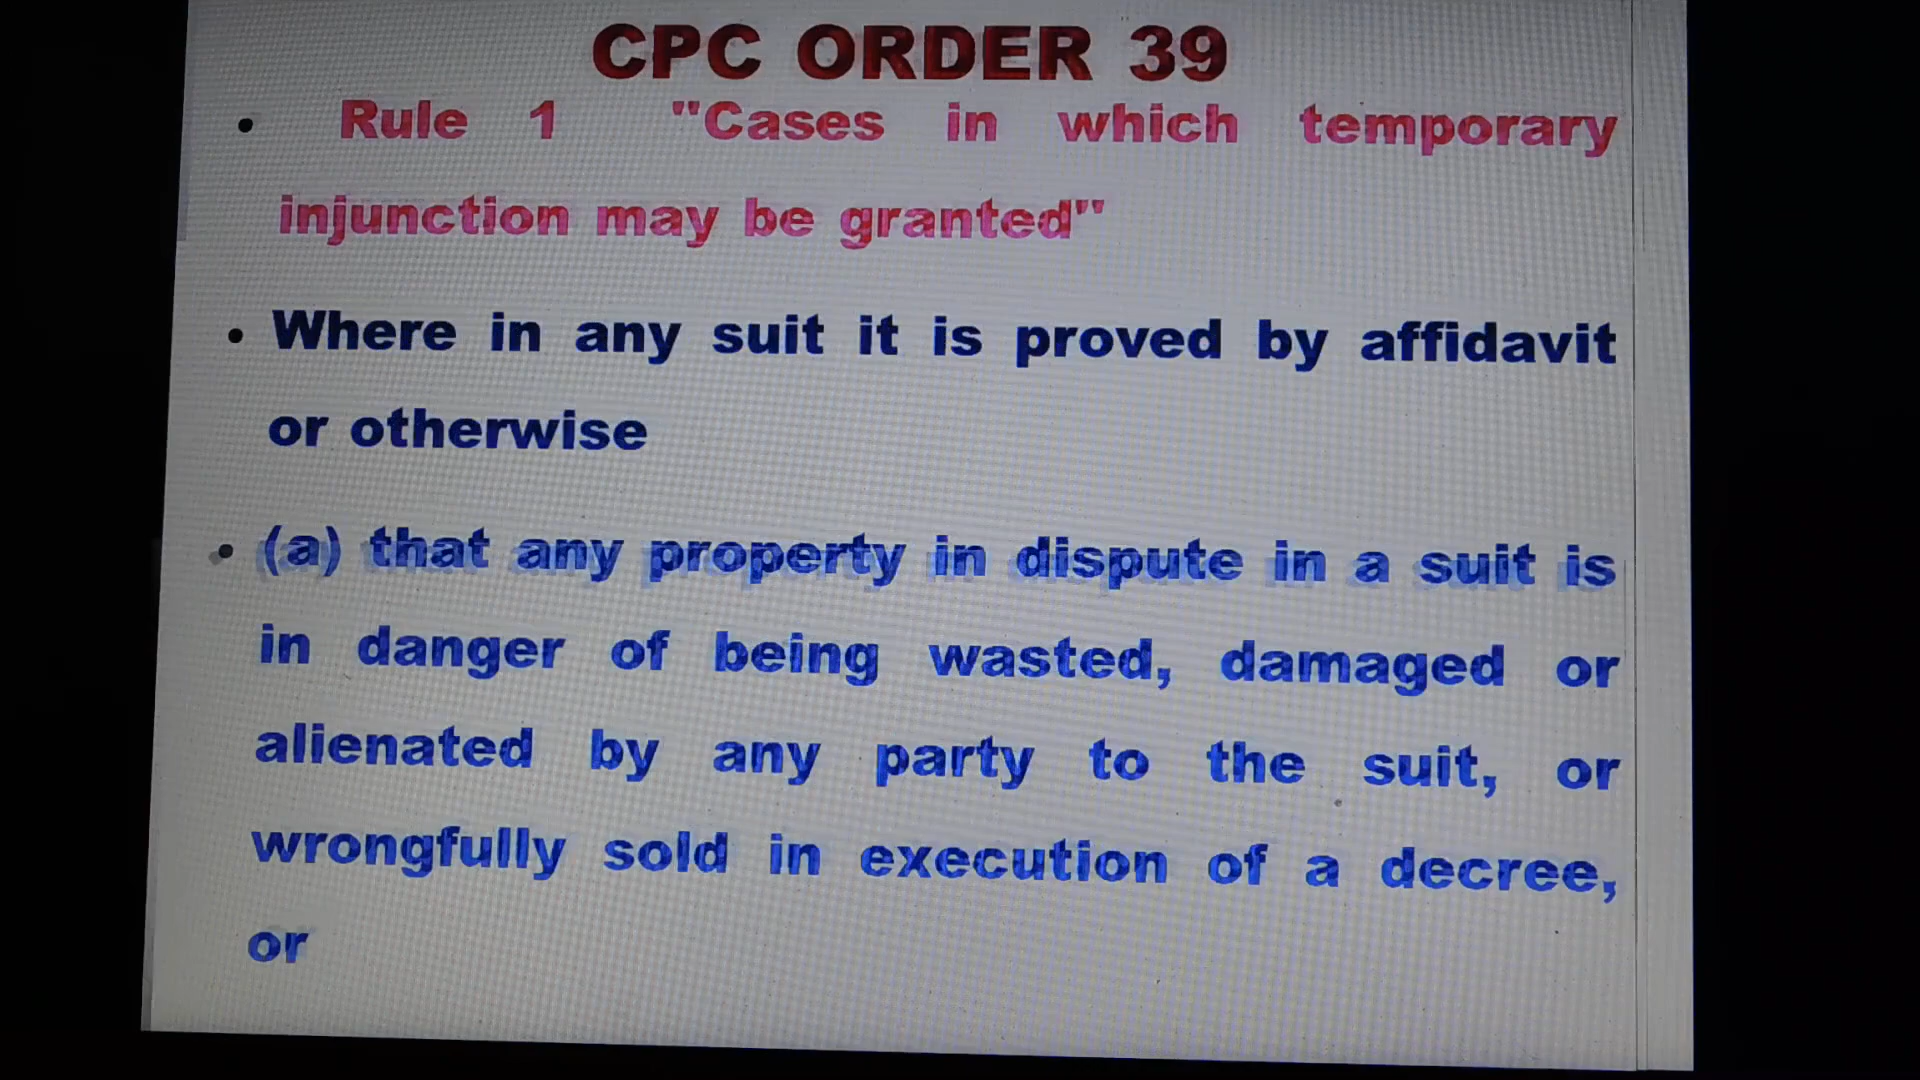 CPC ORDER 39
• Rule 1 "Cases in which temporary
injunction may be granted"
• Where in any suit it is proved by affidavit
or otherwise
• (a) that any property in dispute in a suit is
in danger of being wasted, damaged or
alienated by any party to the suit, or
wrongfully sold in execution of a decree,
or